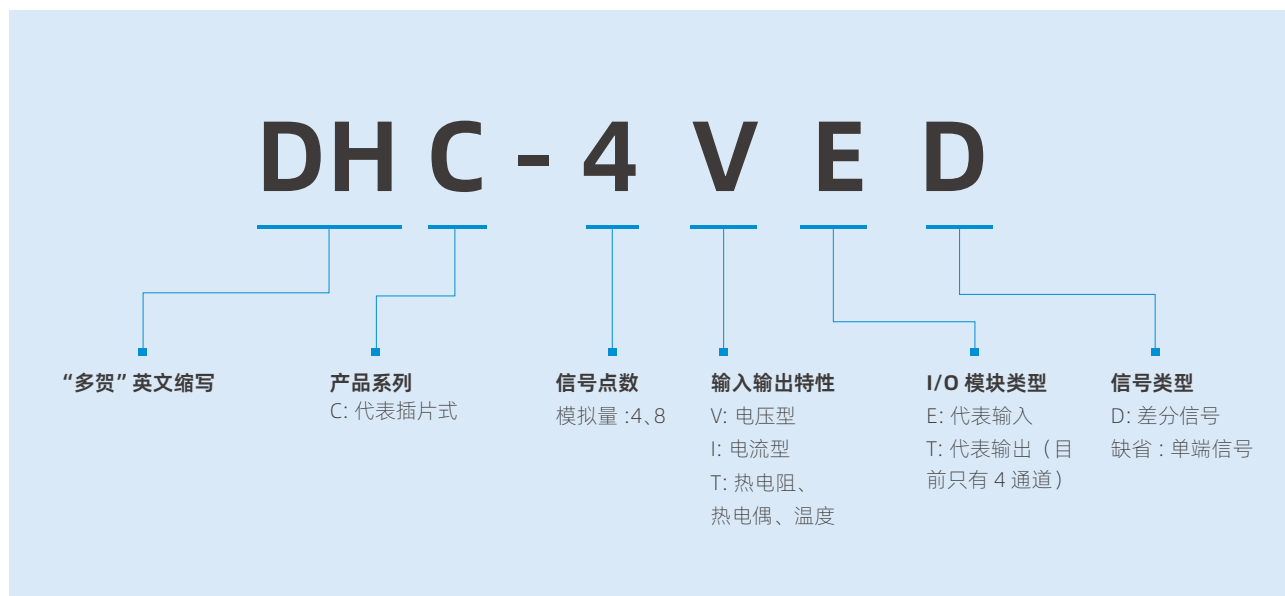 DHC-4VED
“多贺”英文缩写
产品系列
C: 代表插片式
信号点数
模拟量 :4、8
输入输出特性
V: 电压型
I: 电流型
T: 热电阻、
热电偶、温度
I/O 模块类型
E: 代表输入
T: 代表输出（目
前只有 4 通道）
信号类型
D: 差分信号
缺省 : 单端信号